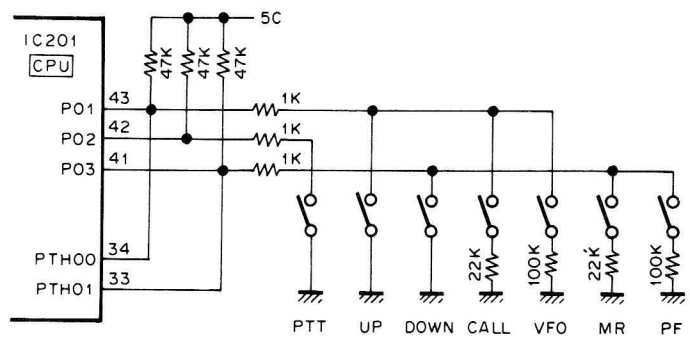 5C
IC201
CPU
47K 47K 47K
P01 43 1K
P02 42 1K
P03 41 1K
PTH00 34
PTH01 33
22K 100K 22K 100K
PTT UP DOWN CALL VFO MR PF